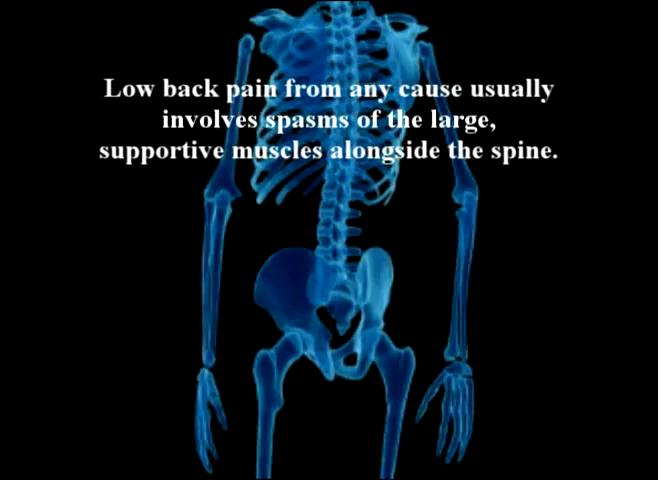 Low back pain from any cause usually
involves spasms of the large,
supportive muscles alongside the spine.